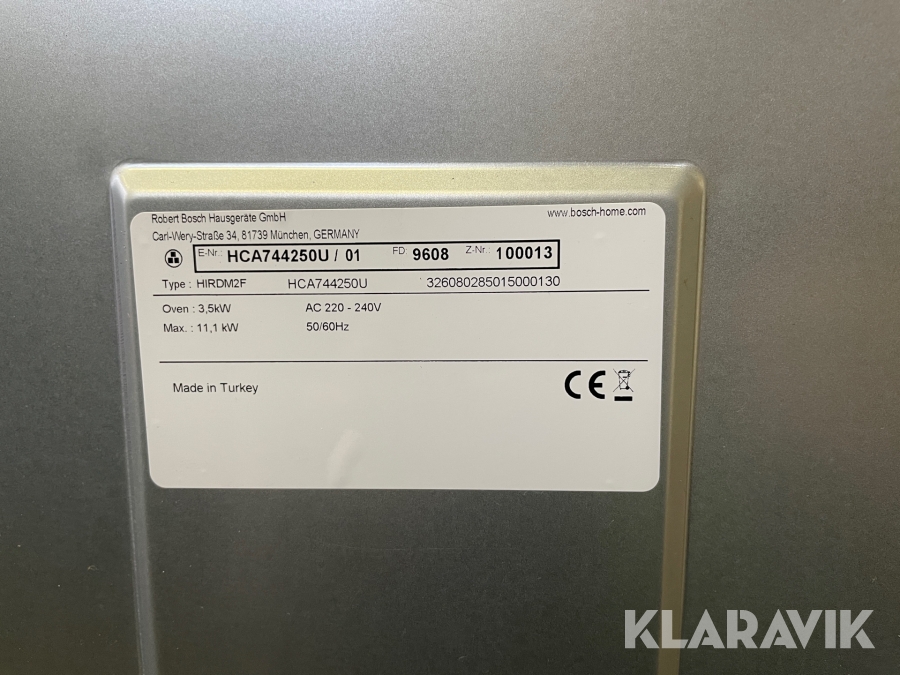 Robert Bosch Hausgeräte GmbH www.bosch-home.com
Carl-Wery-Straße 34, 81739 München, GERMANY
E-Nr.: HCA744250U / 01 FD: 9608 Z-Nr.: 100013
Type : HIRDM2F HCA744250U 326080285015000130
Oven : 3,5kW AC 220 - 240V
Max. : 11,1 kW 50/60Hz
Made in Turkey CE
KLARAVIK